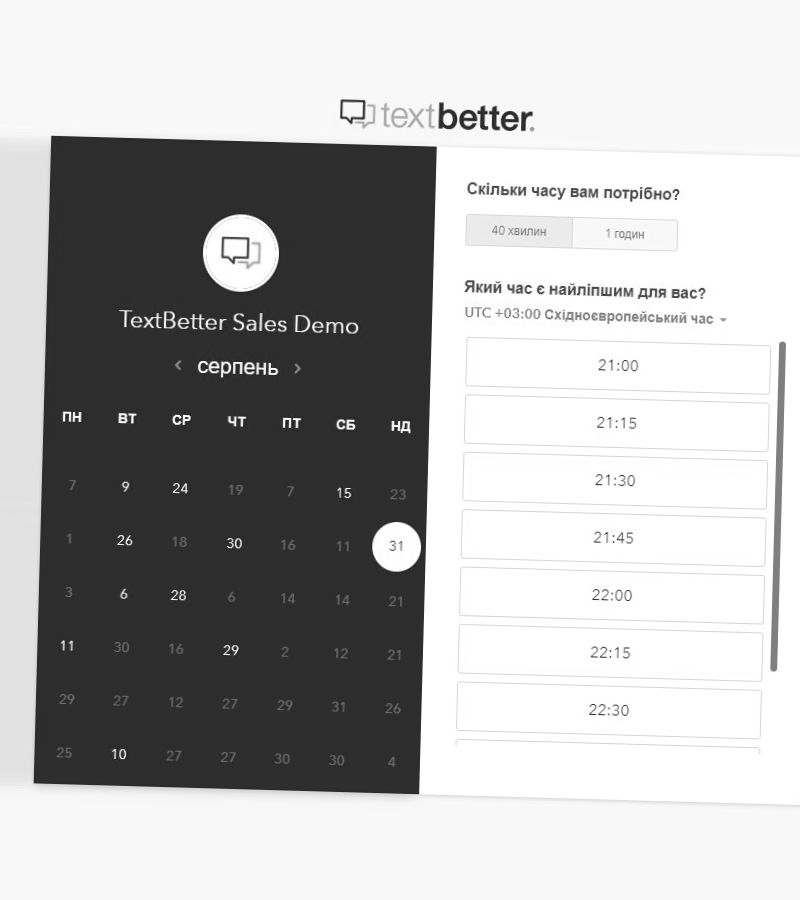 textbetter.
TextBetter Sales Demo
‹ серпень ›
ПН ВТ СР ЧТ ПТ СБ НД
7 9 24 19 7 15 23
1 26 18 30 16 11 31
3 6 28 6 14 14 21
11 30 16 29 2 12 21
29 27 12 27 29 31 26
25 10 27 27 30 30 4
Скільки часу вам потрібно?
40 хвилин 1 годин
Який час є найліпшим для вас?
UTC +03:00 Східноєвропейський час
21:00
21:15
21:30
21:45
22:00
22:15
22:30